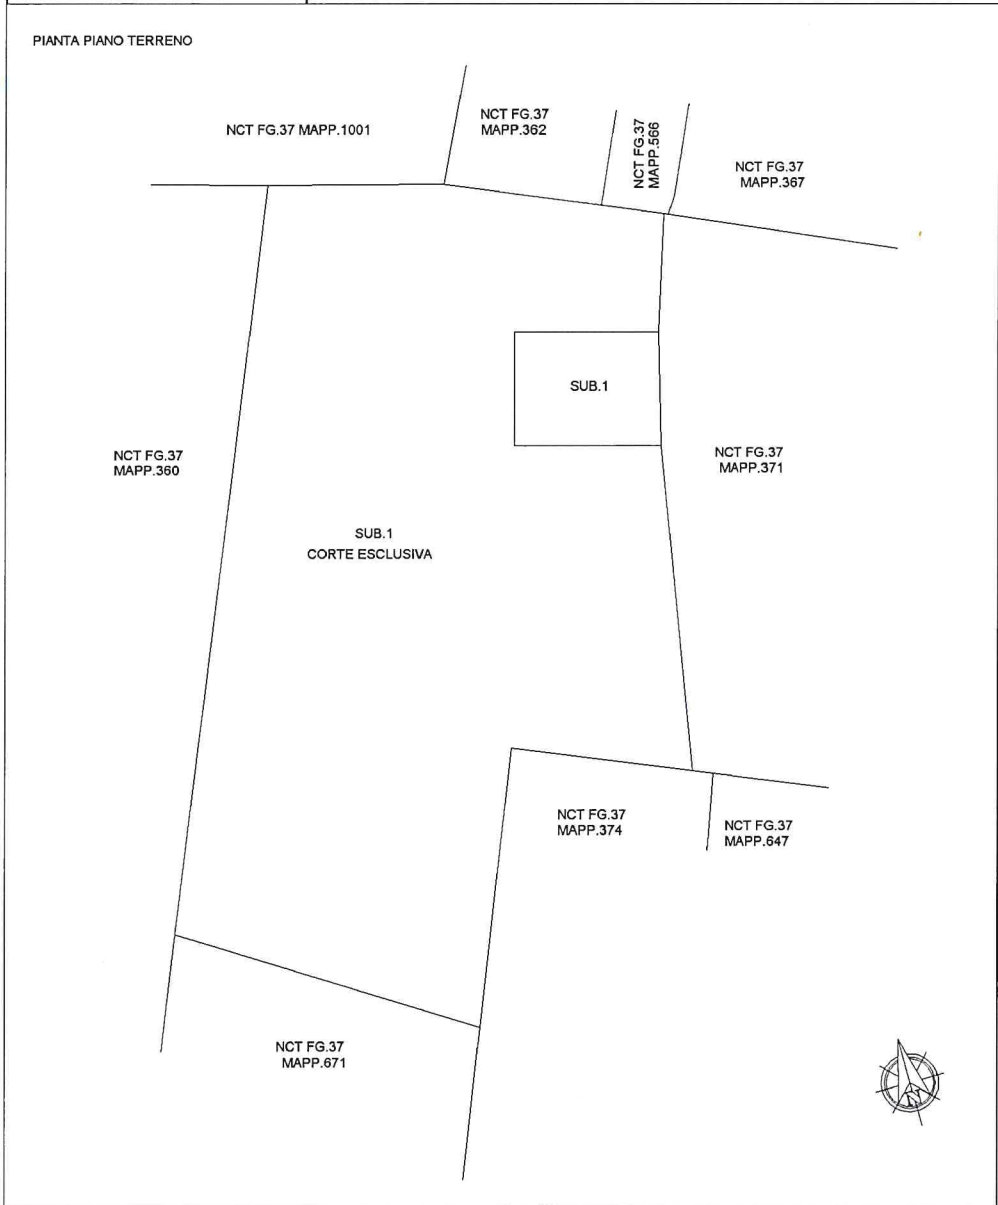 PIANTA PIANO TERRENO
NCT FG.37 MAPP.1001
NCT FG.37
MAPP.362
NCT FG.37
MAPP.566
NCT FG.37
MAPP.367
SUB.1
NCT FG.37
MAPP.360
NCT FG.37
MAPP.371
SUB.1
CORTE ESCLUSIVA
NCT FG.37
MAPP.374
NCT FG.37
MAPP.647
NCT FG.37
MAPP.671
N